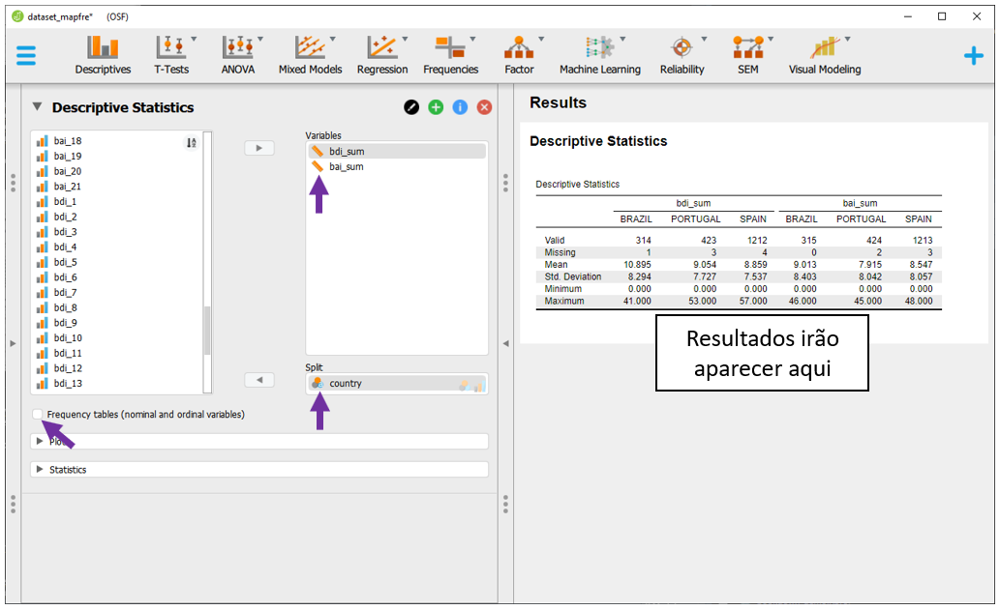 dataset_mapfre* (OSF)
Descriptives
T-Tests
ANOVA
Mixed Models
Regression
Frequencies
Factor
Machine Learning
Reliability
SEM
Visual Modeling
Descriptive Statistics
bai_18
bai_19
bai_20
bai_21
bdi_1
bdi_2
bdi_3
bdi_4
bdi_5
bdi_6
bdi_7
bdi_8
bdi_9
bdi_10
bdi_11
bdi_12
bdi_13
Variables
bdi_sum
bai_sum
Split
country
Frequency tables (nominal and ordinal variables)
Statistics
Results
Descriptive Statistics
Descriptive Statistics
bdi_sum bai_sum
BRAZIL PORTUGAL SPAIN BRAZIL PORTUGAL SPAIN
Valid 314 423 1212 315 424 1213
Missing 1 3 4 0 2 3
Mean 10.895 9.054 8.859 9.013 7.915 8.547
Std. Deviation 8.294 7.727 7.537 8.403 8.042 8.057
Minimum 0.000 0.000 0.000 0.000 0.000 0.000
Maximum 41.000 53.000 57.000 46.000 45.000 48.000
Resultados irão
aparecer aqui